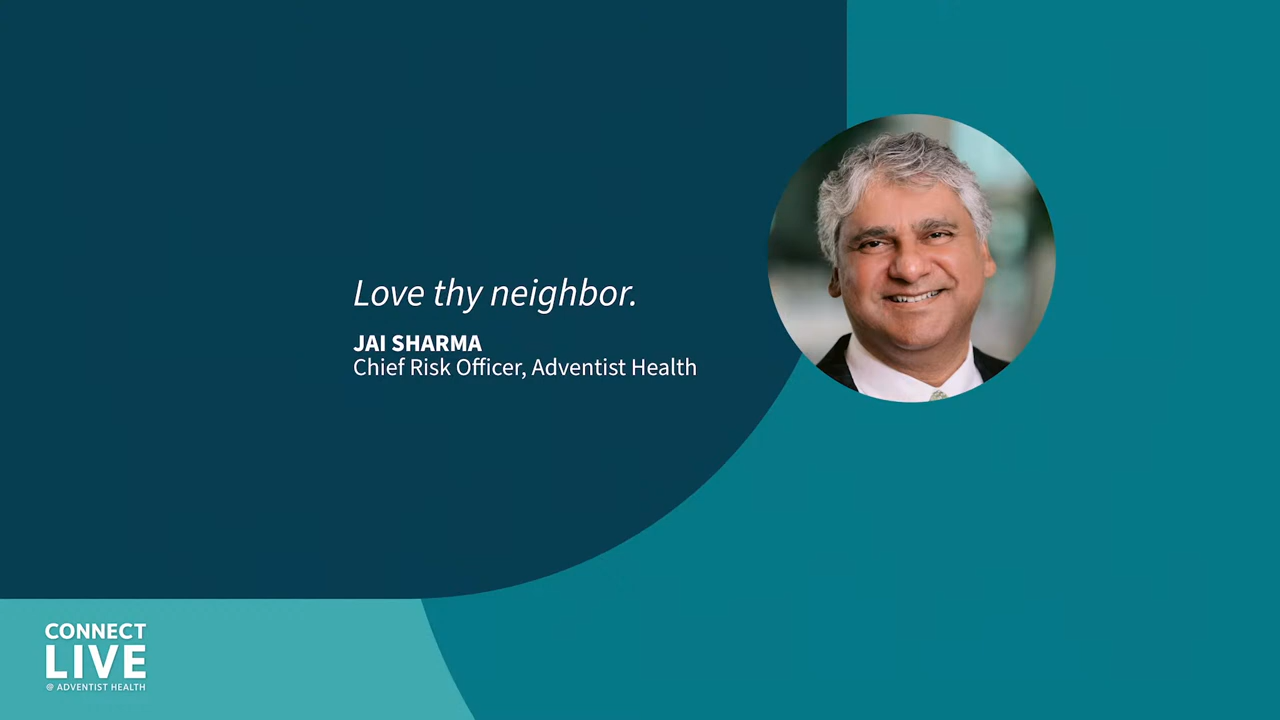 Love thy neighbor.
JAI SHARMA
Chief Risk Officer, Adventist Health
CONNECT
LIVE
@ ADVENTIST HEALTH